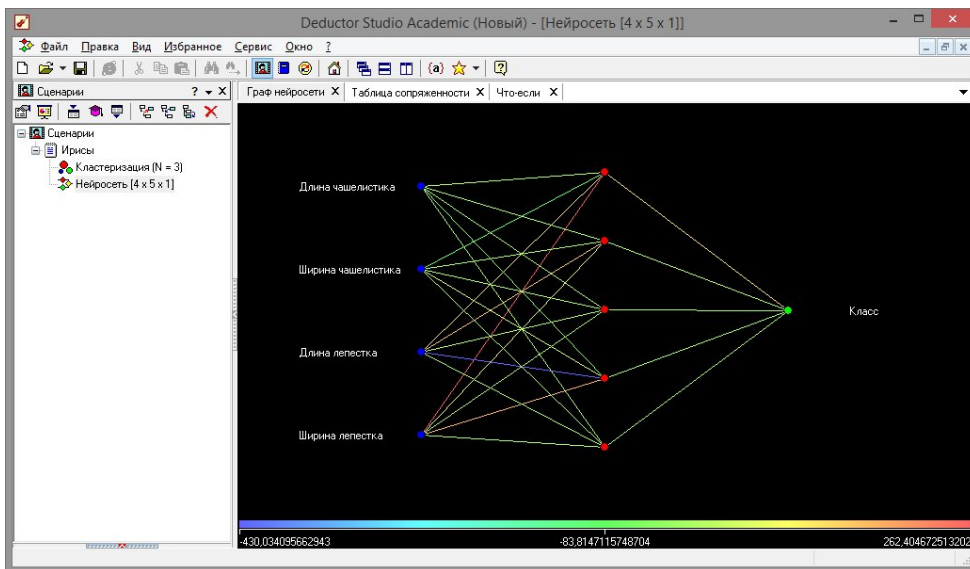 Deductor Studio Academic (Новый) - [Нейросеть [4 x 5 x 1]]
Файл Правка Вид Избранное Сервис Окно ?
Сценарии
Граф нейросети X Таблица сопряженности X Что-если X
Сценарии
Ирисы
Кластеризация (N = 3)
Нейросеть [4 x 5 x 1]
Длина чашелистика
Ширина чашелистика
Длина лепестка
Ширина лепестка
Класс
-430,034095662943 -83,8147115748704 262,404672513202